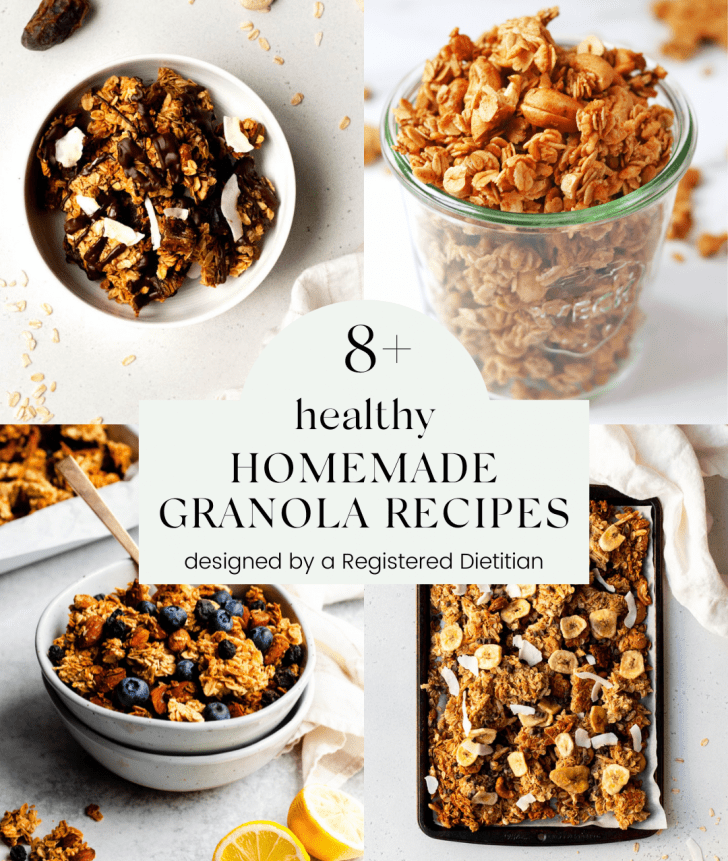 8+
healthy
HOMEMADE
GRANOLA RECIPES
designed by a Registered Dietitian